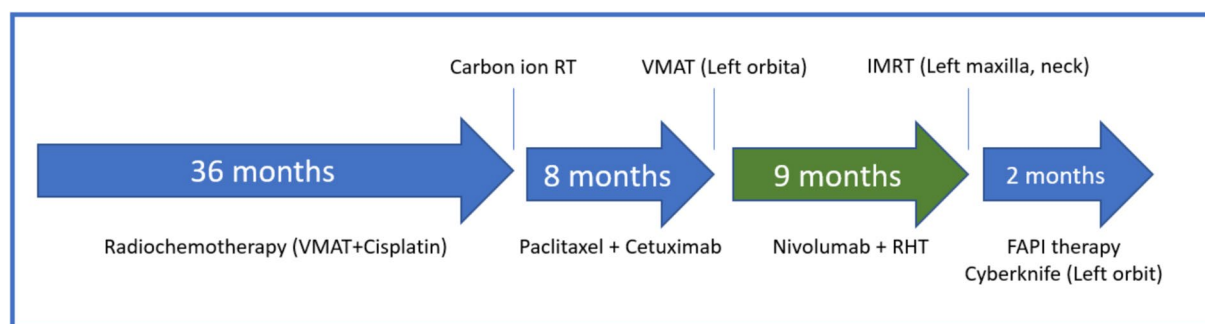 Carbon ion RT
VMAT (Left orbita)
IMRT (Left maxilla, neck)
36 months
8 months
9 months
2 months
Radiochemotherapy (VMAT+Cisplatin)
Paclitaxel + Cetuximab
Nivolumab + RHT
FAPI therapy
Cyberknife (Left orbit)